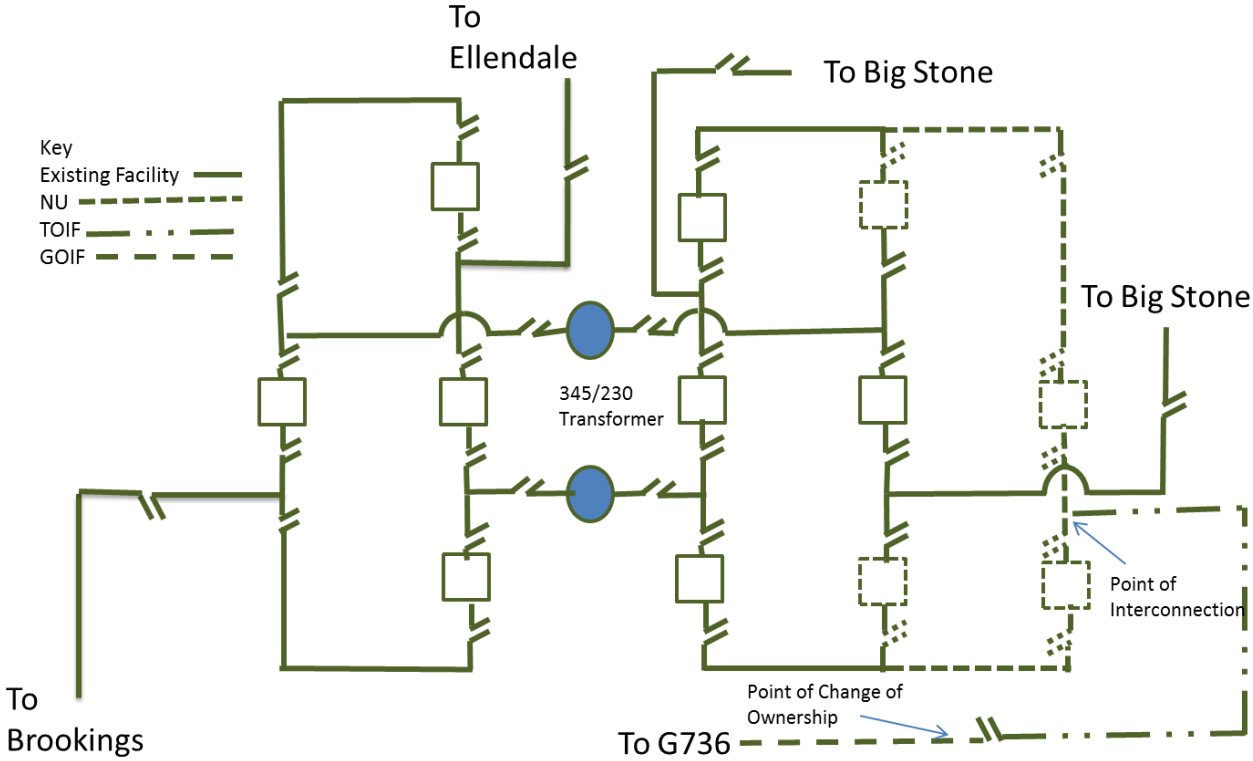 To
Ellendale
To Big Stone
Key
Existing Facility
NU
TOIF
GOIF
To Big Stone
345/230
Transformer
Point of
Interconnection
Point of Change of
Ownership
To
Brookings
To G736